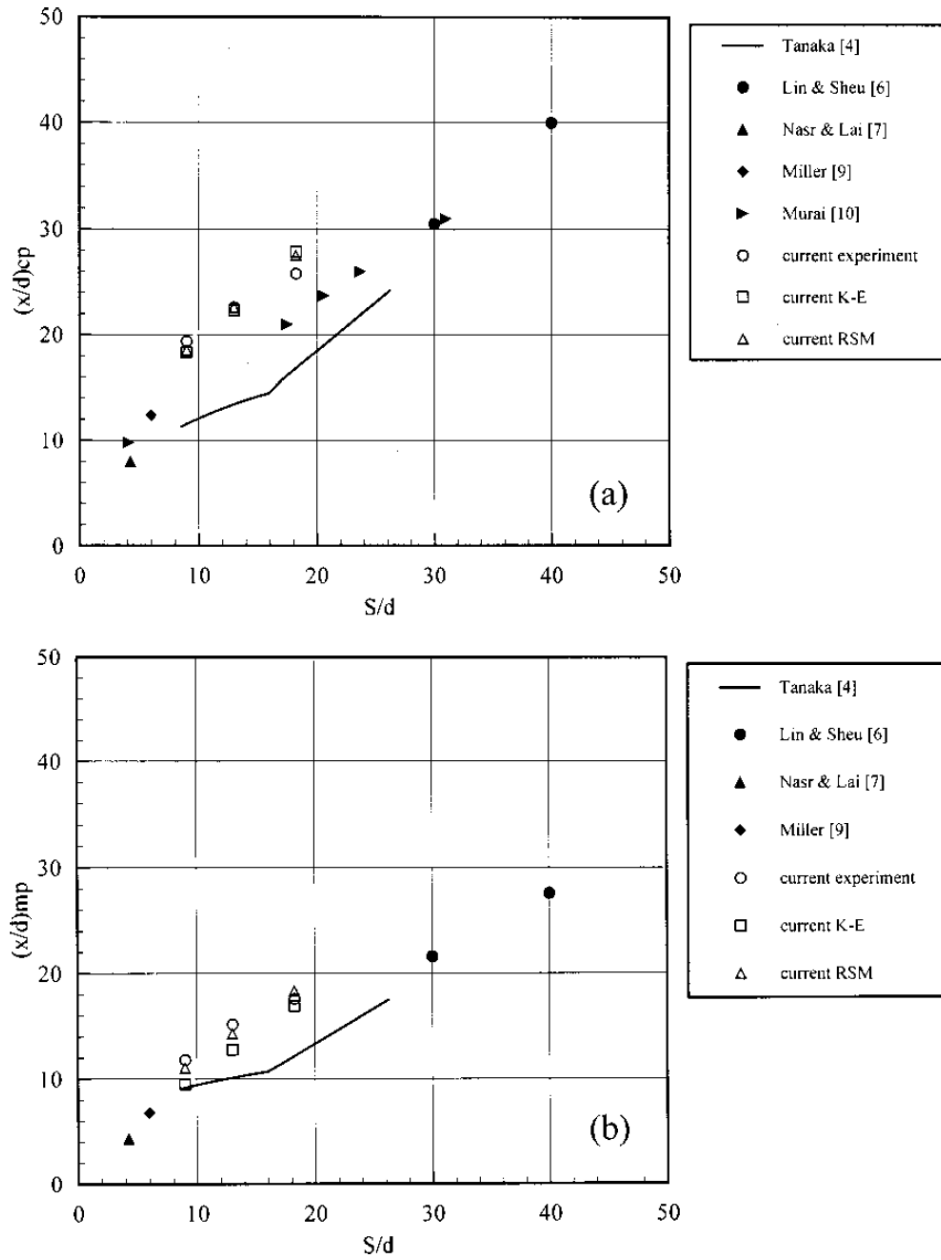 50
40
30
20
10
0
(x/d)cp
0 10 20 30 40 50
S/d
(a)
Tanaka [4]
Lin & Sheu [6]
Nasr & Lai [7]
Miller [9]
Murai [10]
current experiment
current K-E
current RSM
50
40
30
20
10
0
(x/d)mp
0 10 20 30 40 50
S/d
(b)
Tanaka [4]
Lin & Sheu [6]
Nasr & Lai [7]
Miller [9]
current experiment
current K-E
current RSM